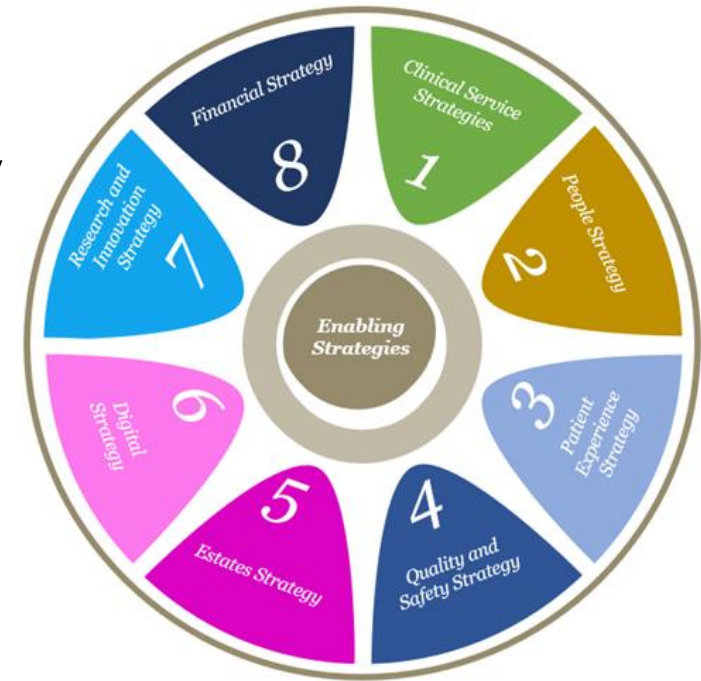 Enabling
Strategies
Clinical Service
Strategies
1
People Strategy
2
3
Patient
Experience
Strategy
4
Quality and
Safety Strategy
5
Estates Strategy
6
Digital
Strategy
Research and
Innovation
Strategy
7
Financial Strategy
8